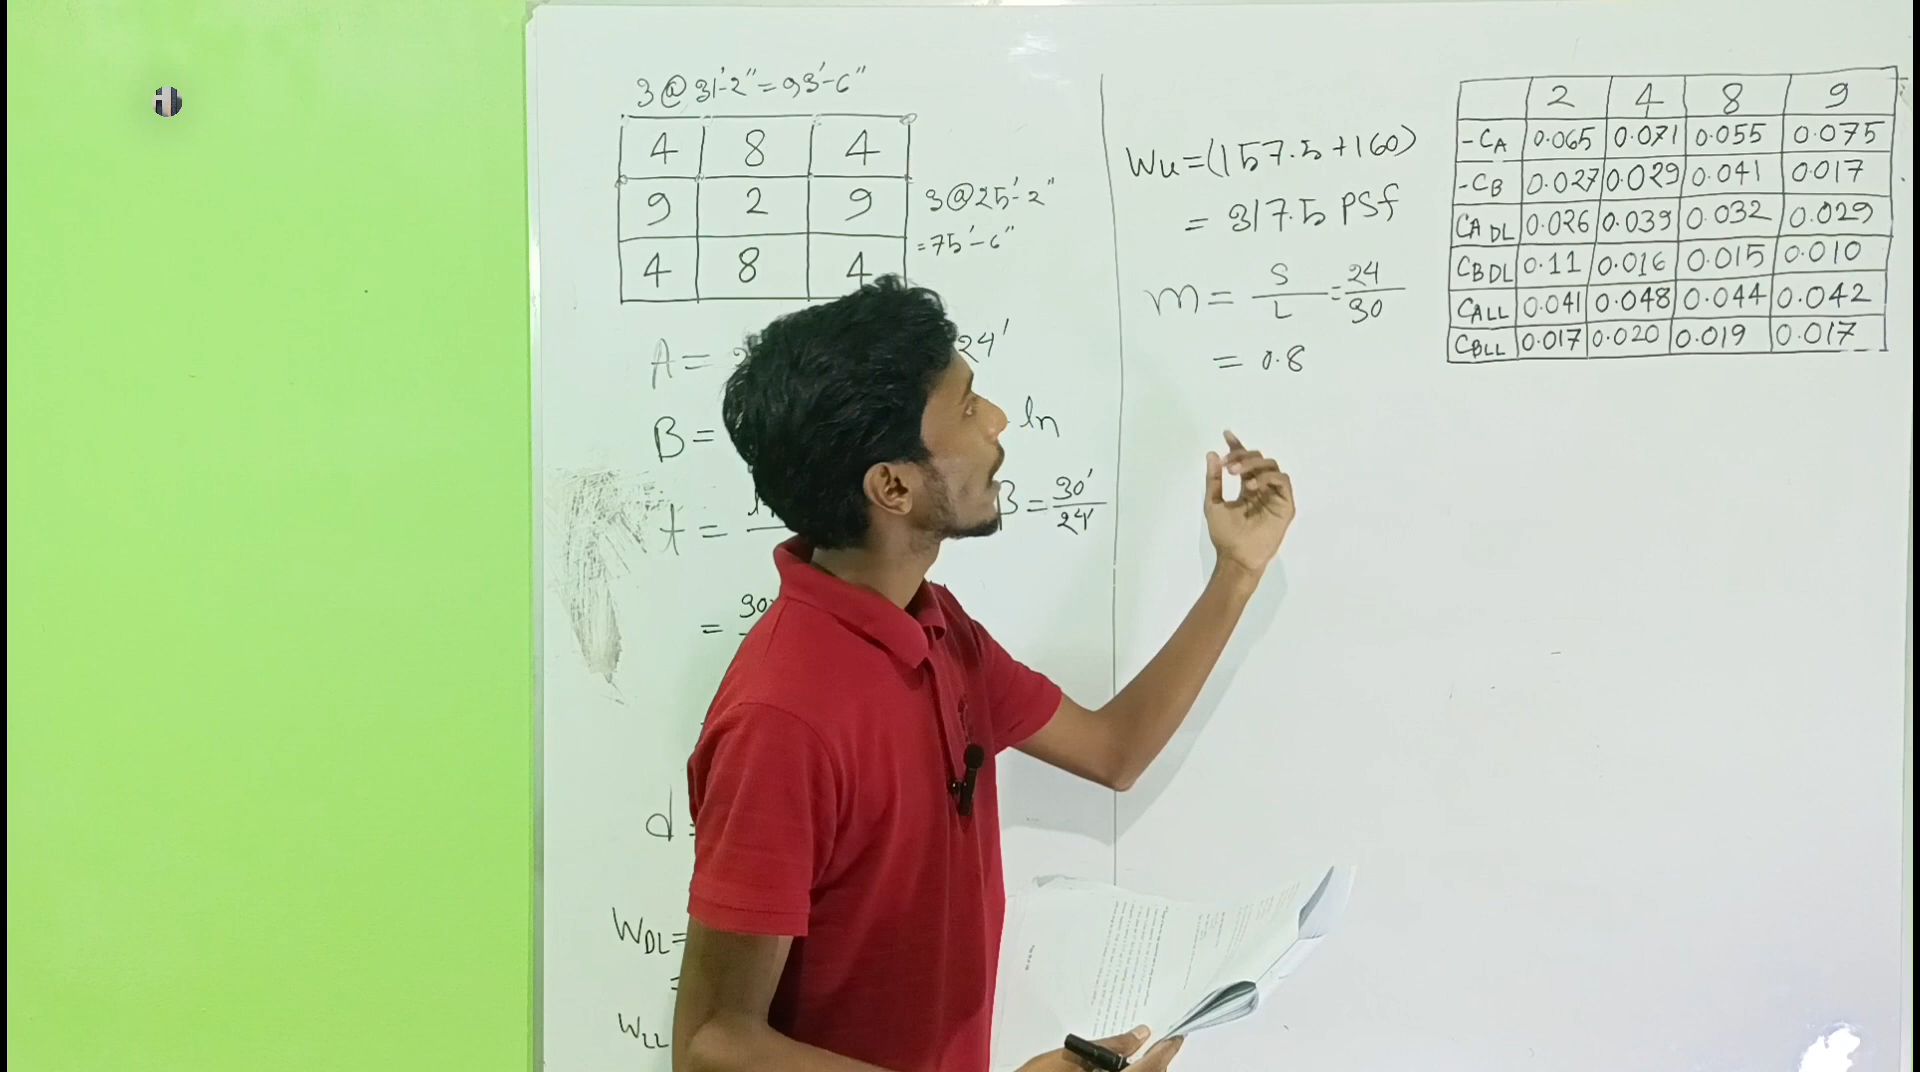 3@31'-2"=93'-6"
4 8 4
9 2 9
4 8 4
3@25'-2"
=75'-6"
A= 24'
B= ln
t= B=30'/24'
= 30
d=
WDL=
=
WLL
Wu=(157.5+160)
= 317.5 PSf
m = S/L = 24/30
= 0.8
2 4 8 9
-CA 0.065 0.071 0.055 0.075
-CB 0.027 0.029 0.041 0.017
CA DL 0.026 0.039 0.032 0.029
CB DL 0.11 0.016 0.015 0.010
CA LL 0.041 0.048 0.044 0.042
CB LL 0.017 0.020 0.019 0.017